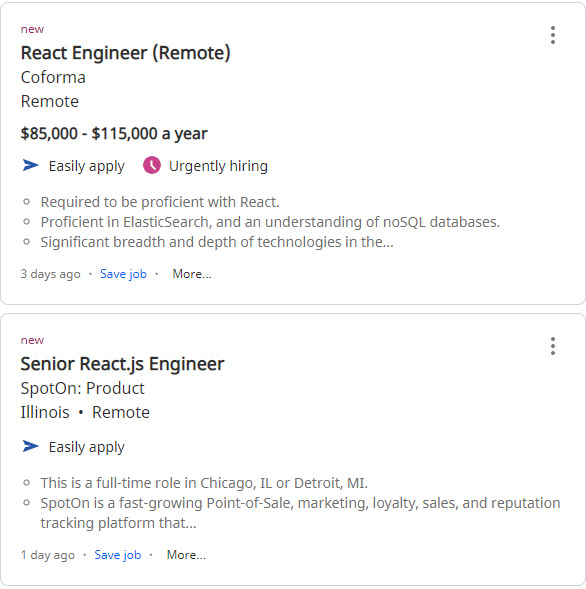 new
React Engineer (Remote)
Coforma
Remote
$85,000 - $115,000 a year
Easily apply Urgently hiring
Required to be proficient with React.
Proficient in ElasticSearch, and an understanding of noSQL databases.
Significant breadth and depth of technologies in the...
3 days ago · Save job · More...
new
Senior React.js Engineer
SpotOn: Product
Illinois • Remote
Easily apply
This is a full-time role in Chicago, IL or Detroit, MI.
SpotOn is a fast-growing Point-of-Sale, marketing, loyalty, sales, and reputation
tracking platform that...
1 day ago · Save job · More...